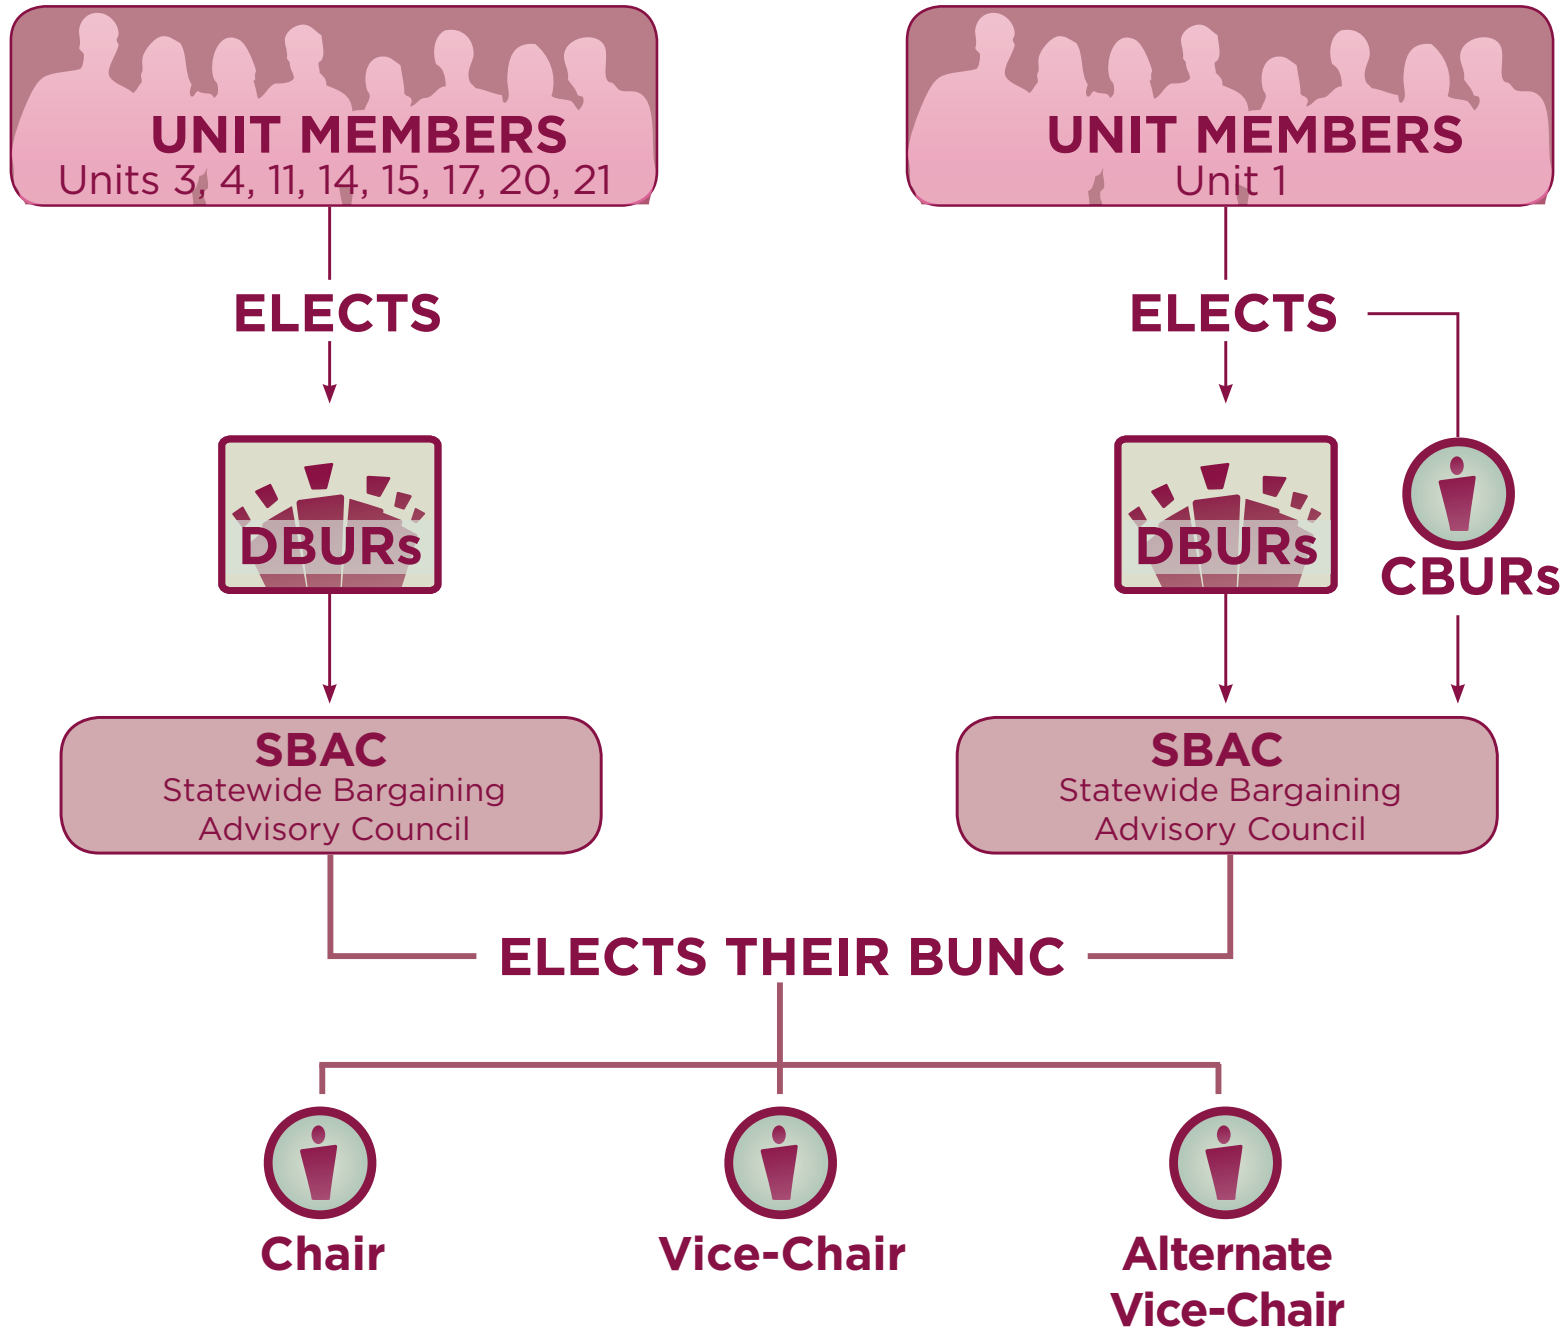 UNIT MEMBERS
Units 3, 4, 11, 14, 15, 17, 20, 21
ELECTS
DBURs
SBAC
Statewide Bargaining
Advisory Council
UNIT MEMBERS
Unit 1
ELECTS
DBURs
CBURs
SBAC
Statewide Bargaining
Advisory Council
ELECTS THEIR BUNC
Chair
Vice-Chair
Alternate
Vice-Chair